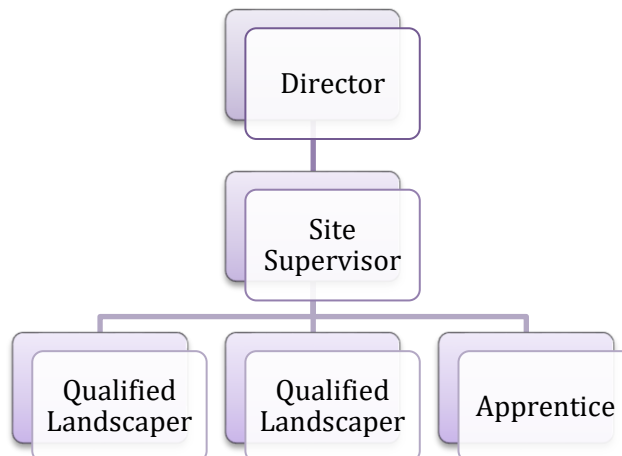 Director
Site
Supervisor
Qualified
Landscaper
Qualified
Landscaper
Apprentice